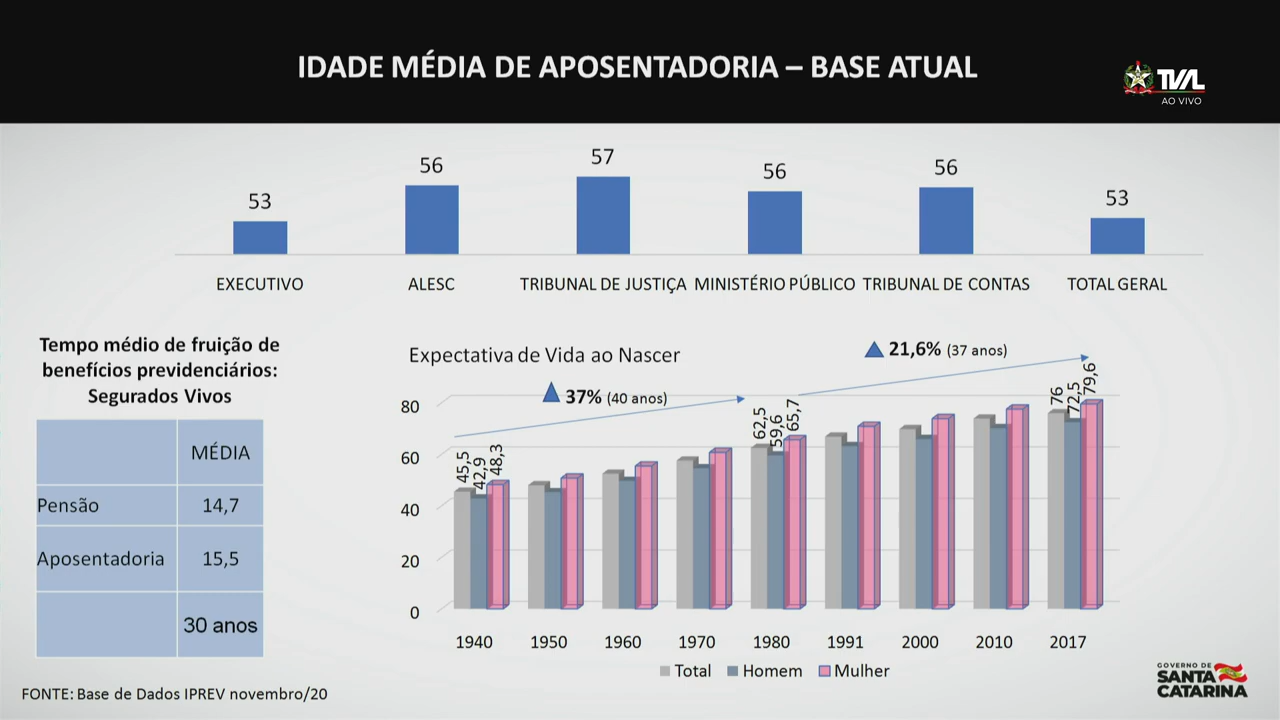 IDADE MÉDIA DE APOSENTADORIA – BASE ATUAL
TVAL
AO VIVO
53
56
57
56
56
53
EXECUTIVO
ALESC
TRIBUNAL DE JUSTIÇA
MINISTÉRIO PÚBLICO
TRIBUNAL DE CONTAS
TOTAL GERAL
Tempo médio de fruição de
benefícios previdenciários:
Segurados Vivos
MÉDIA
Pensão 14,7
Aposentadoria 15,5
30 anos
Expectativa de Vida ao Nascer
37% (40 anos)
21,6% (37 anos)
80
60
40
20
0
45,5
42,9
48,3
62,5
59,6
65,7
76
72,5
79,6
1940 1950 1960 1970 1980 1991 2000 2010 2017
Total Homem Mulher
FONTE: Base de Dados IPREV novembro/20
GOVERNO DE
SANTA
CATARINA